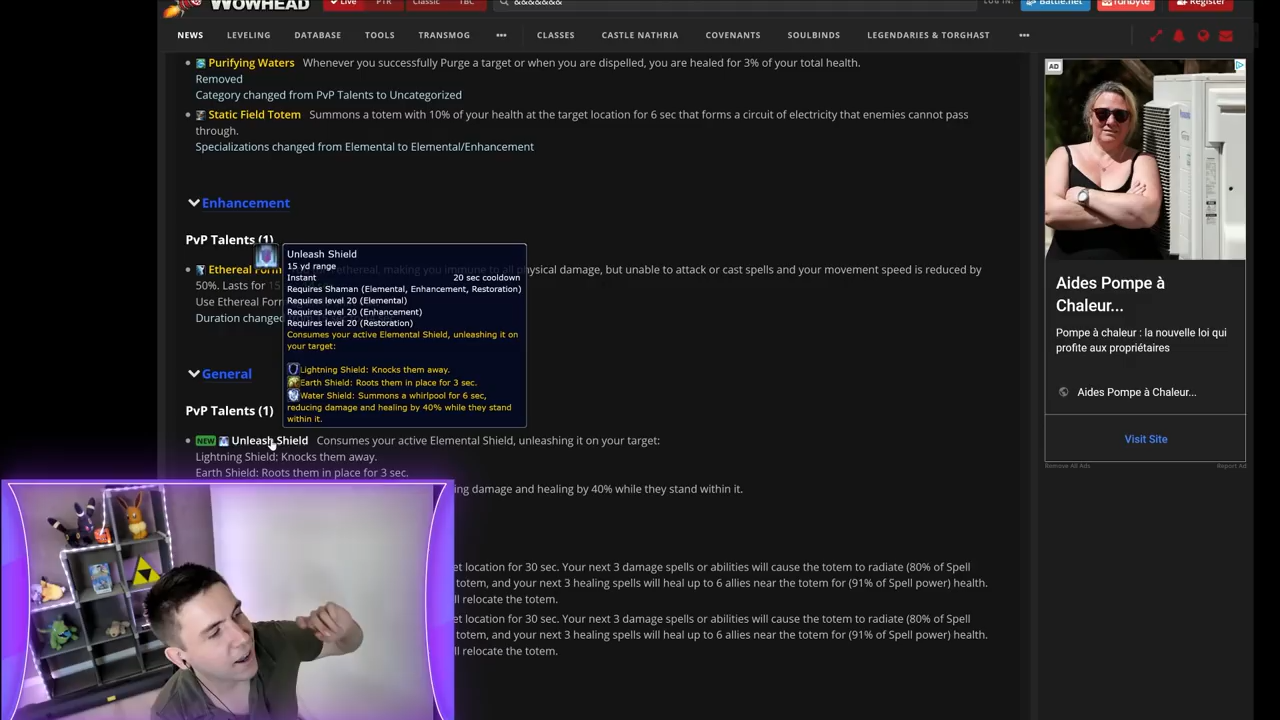 WOWHEAD
Live
PTR
Classic
TBC
LOG IN:
Battle.net
Register
NEWS
LEVELING
DATABASE
TOOLS
TRANSMOG
•••
CLASSES
CASTLE NATHRIA
COVENANTS
SOULBINDS
LEGENDARIES & TORGHAST
•••
Purifying Waters Whenever you successfully Purge a target or when you are dispelled, you are healed for 3% of your total health.
Removed
Category changed from PvP Talents to Uncategorized
Static Field Totem Summons a totem with 10% of your health at the target location for 6 sec that forms a circuit of electricity that enemies cannot pass
through.
Specializations changed from Elemental to Elemental/Enhancement
Enhancement
PvP Talents (1)
Ethereal Form ethereal, making you immune to all physical damage, but unable to attack or cast spells and your movement speed is reduced by
50%. Lasts for 15
Use Ethereal Form
Duration changed
Unleash Shield
15 yd range
Instant 20 sec cooldown
Requires Shaman (Elemental, Enhancement, Restoration)
Requires level 20 (Elemental)
Requires level 20 (Enhancement)
Requires level 20 (Restoration)
Consumes your active Elemental Shield, unleashing it on
your target:
Lightning Shield: Knocks them away.
Earth Shield: Roots them in place for 3 sec.
Water Shield: Summons a whirlpool for 6 sec,
reducing damage and healing by 40% while they stand
within it.
General
PvP Talents (1)
NEW Unleash Shield Consumes your active Elemental Shield, unleashing it on your target:
Lightning Shield: Knocks them away.
Earth Shield: Roots them in place for 3 sec.
ing damage and healing by 40% while they stand within it.
et location for 30 sec. Your next 3 damage spells or abilities will cause the totem to radiate (80% of Spell
totem, and your next 3 healing spells will heal up to 6 allies near the totem for (91% of Spell power) health.
ll relocate the totem.
et location for 30 sec. Your next 3 damage spells or abilities will cause the totem to radiate (80% of Spell
totem, and your next 3 healing spells will heal up to 6 allies near the totem for (91% of Spell power) health.
ll relocate the totem.
AD
Aides Pompe à
Chaleur...
Pompe à chaleur : la nouvelle loi qui
profite aux propriétaires
Aides Pompe à Chaleur...
Visit Site
Remove All Ads
Report Ad